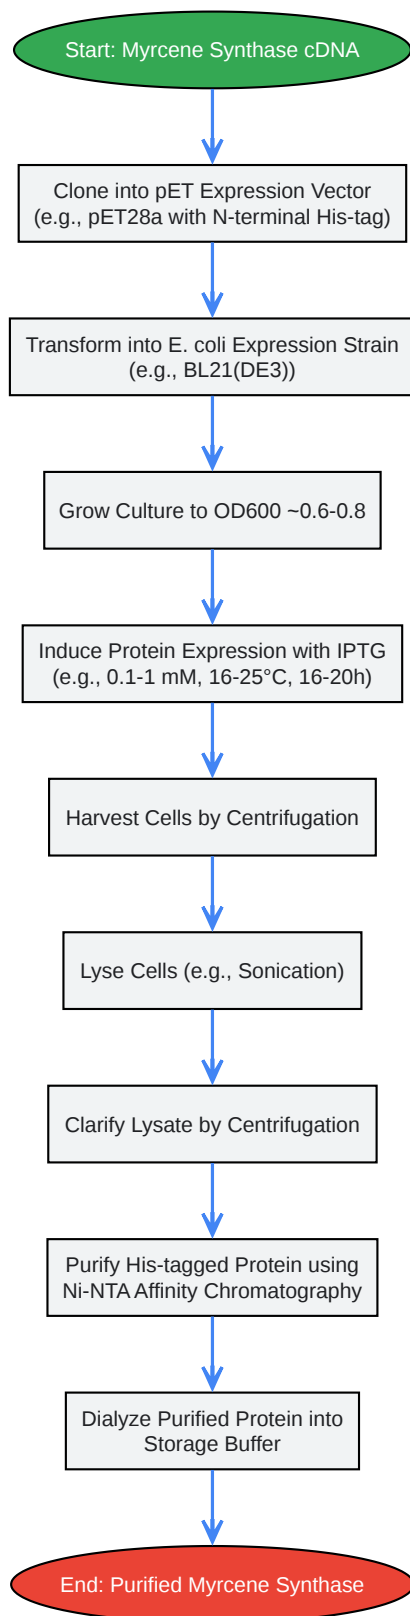 Start: Myrcene Synthase cDNA
Clone into pET Expression Vector
(e.g., pET28a with N-terminal His-tag)
Transform into E. coli Expression Strain
(e.g., BL21(DE3))
Grow Culture to OD600 ~0.6-0.8
Induce Protein Expression with IPTG
(e.g., 0.1-1 mM, 16-25°C, 16-20h)
Harvest Cells by Centrifugation
Lyse Cells (e.g., Sonication)
Clarify Lysate by Centrifugation
Purify His-tagged Protein using
Ni-NTA Affinity Chromatography
Dialyze Purified Protein into
Storage Buffer
End: Purified Myrcene Synthase